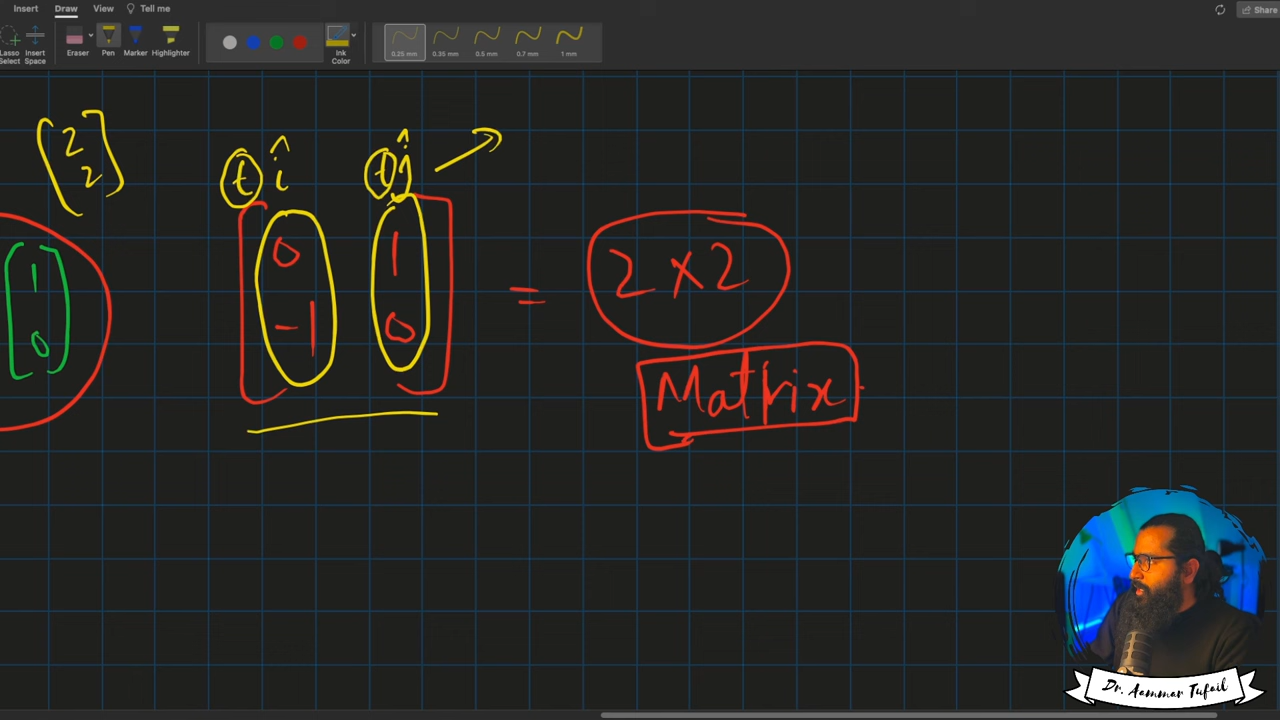 Insert Draw View Tell me Share
Lasso Select Insert Space Eraser Pen Marker Highlighter Ink Color 0.25 mm 0.35 mm 0.5 mm 0.7 mm 1 mm
2
2
t î t ĵ
1
0
0 1
-1 0
= 2 × 2
Matrix
Dr. Aammar Tufail